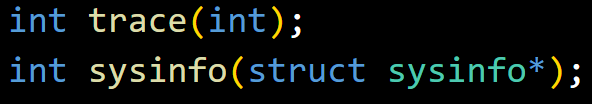 int trace(int);
int sysinfo(struct sysinfo*);